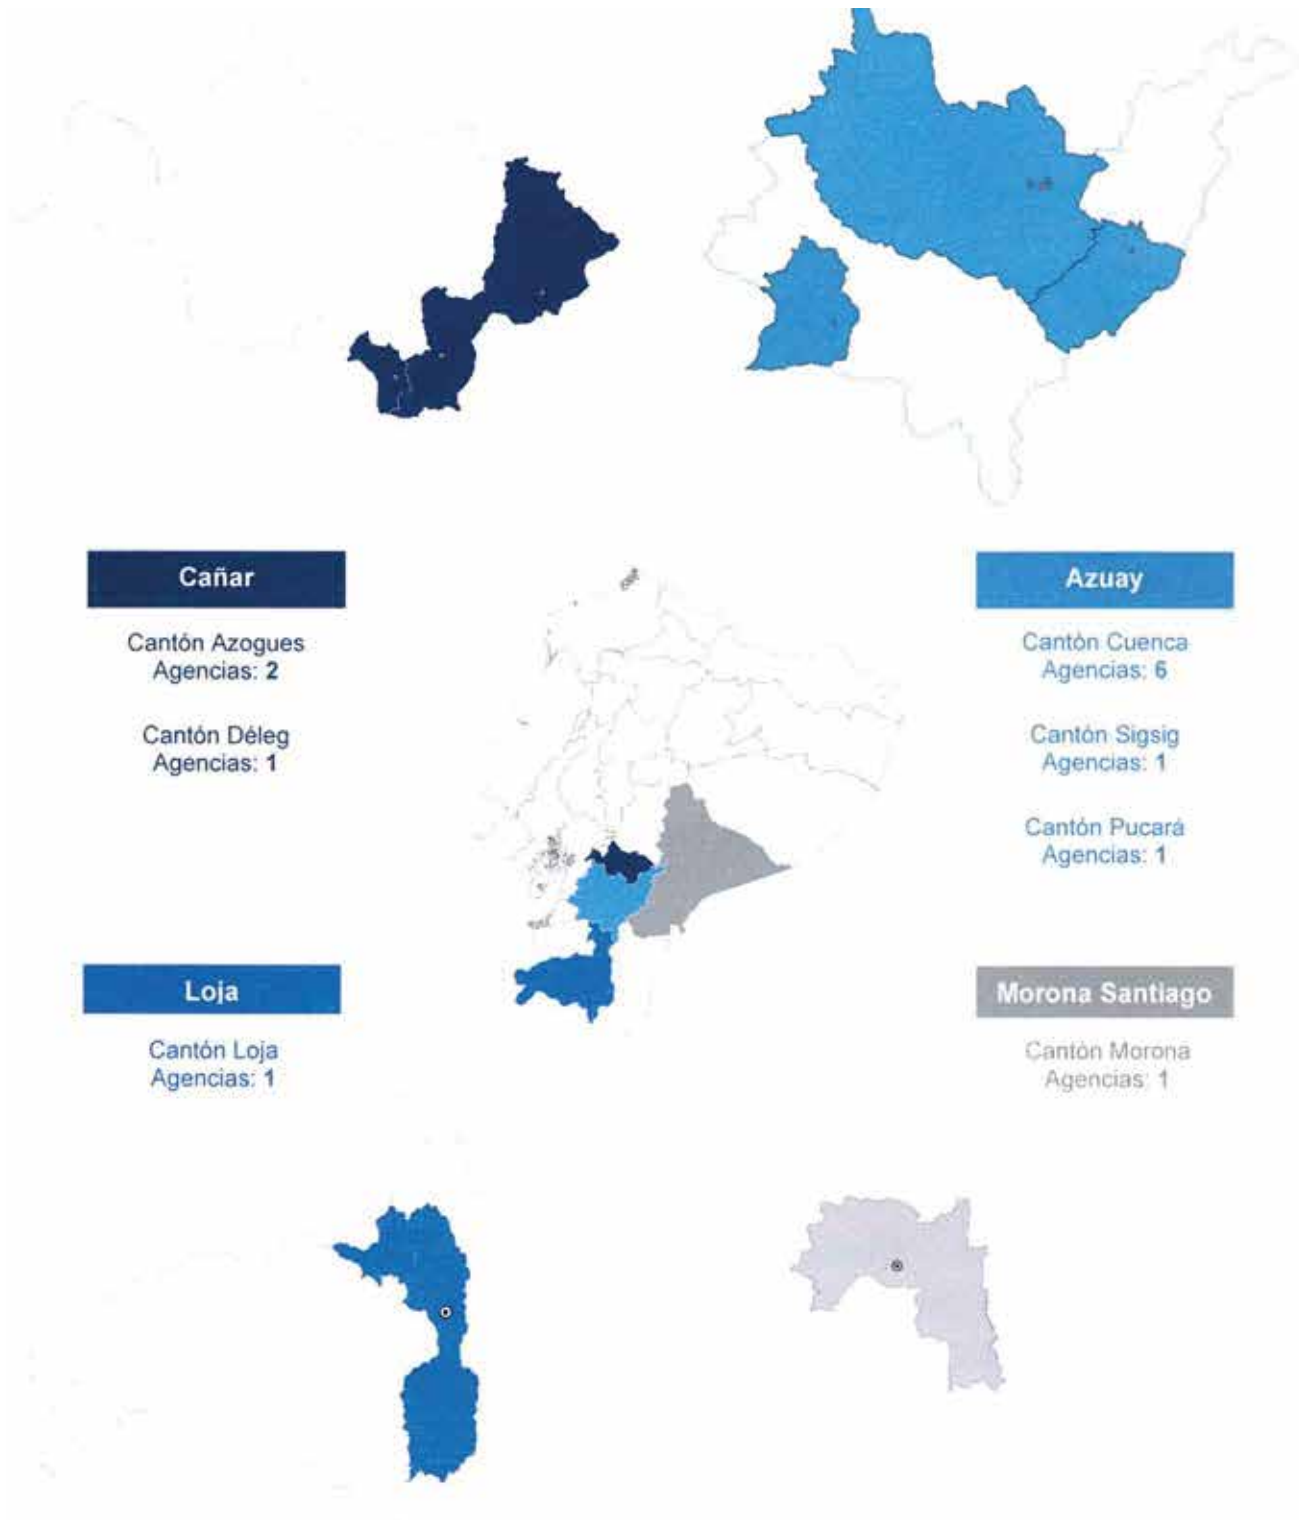 Cañar
Cantón Azogues
Agencias: 2
Cantón Déleg
Agencias: 1
Azuay
Cantón Cuenca
Agencias: 6
Cantón Sigsig
Agencias: 1
Cantón Pucará
Agencias: 1
Loja
Cantón Loja
Agencias: 1
Morona Santiago
Cantón Morona
Agencias: 1